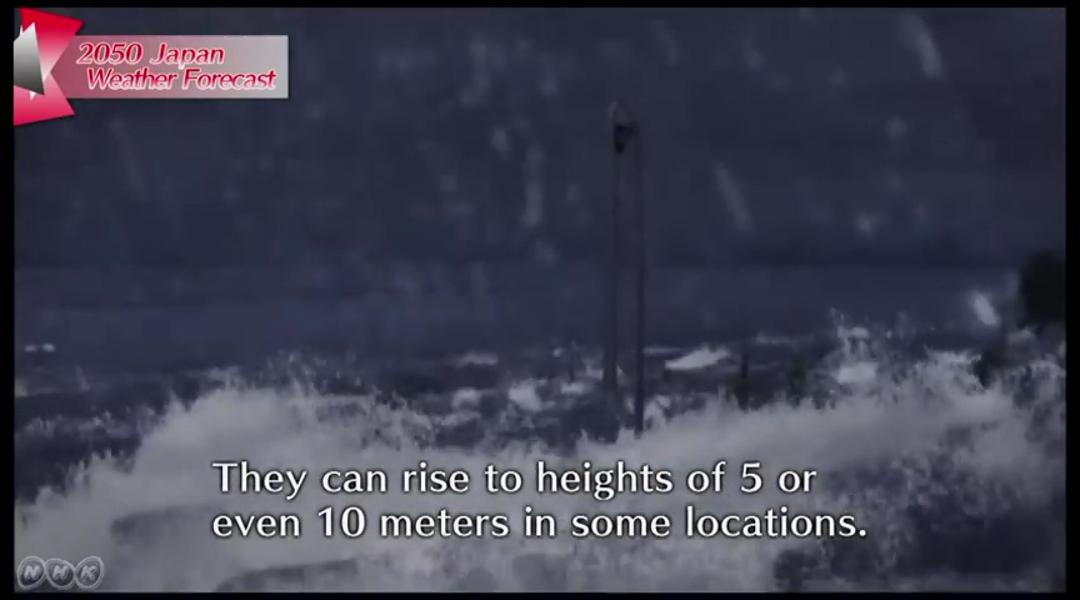 2050 Japan
Weather Forecast
They can rise to heights of 5 or
even 10 meters in some locations.
NHK